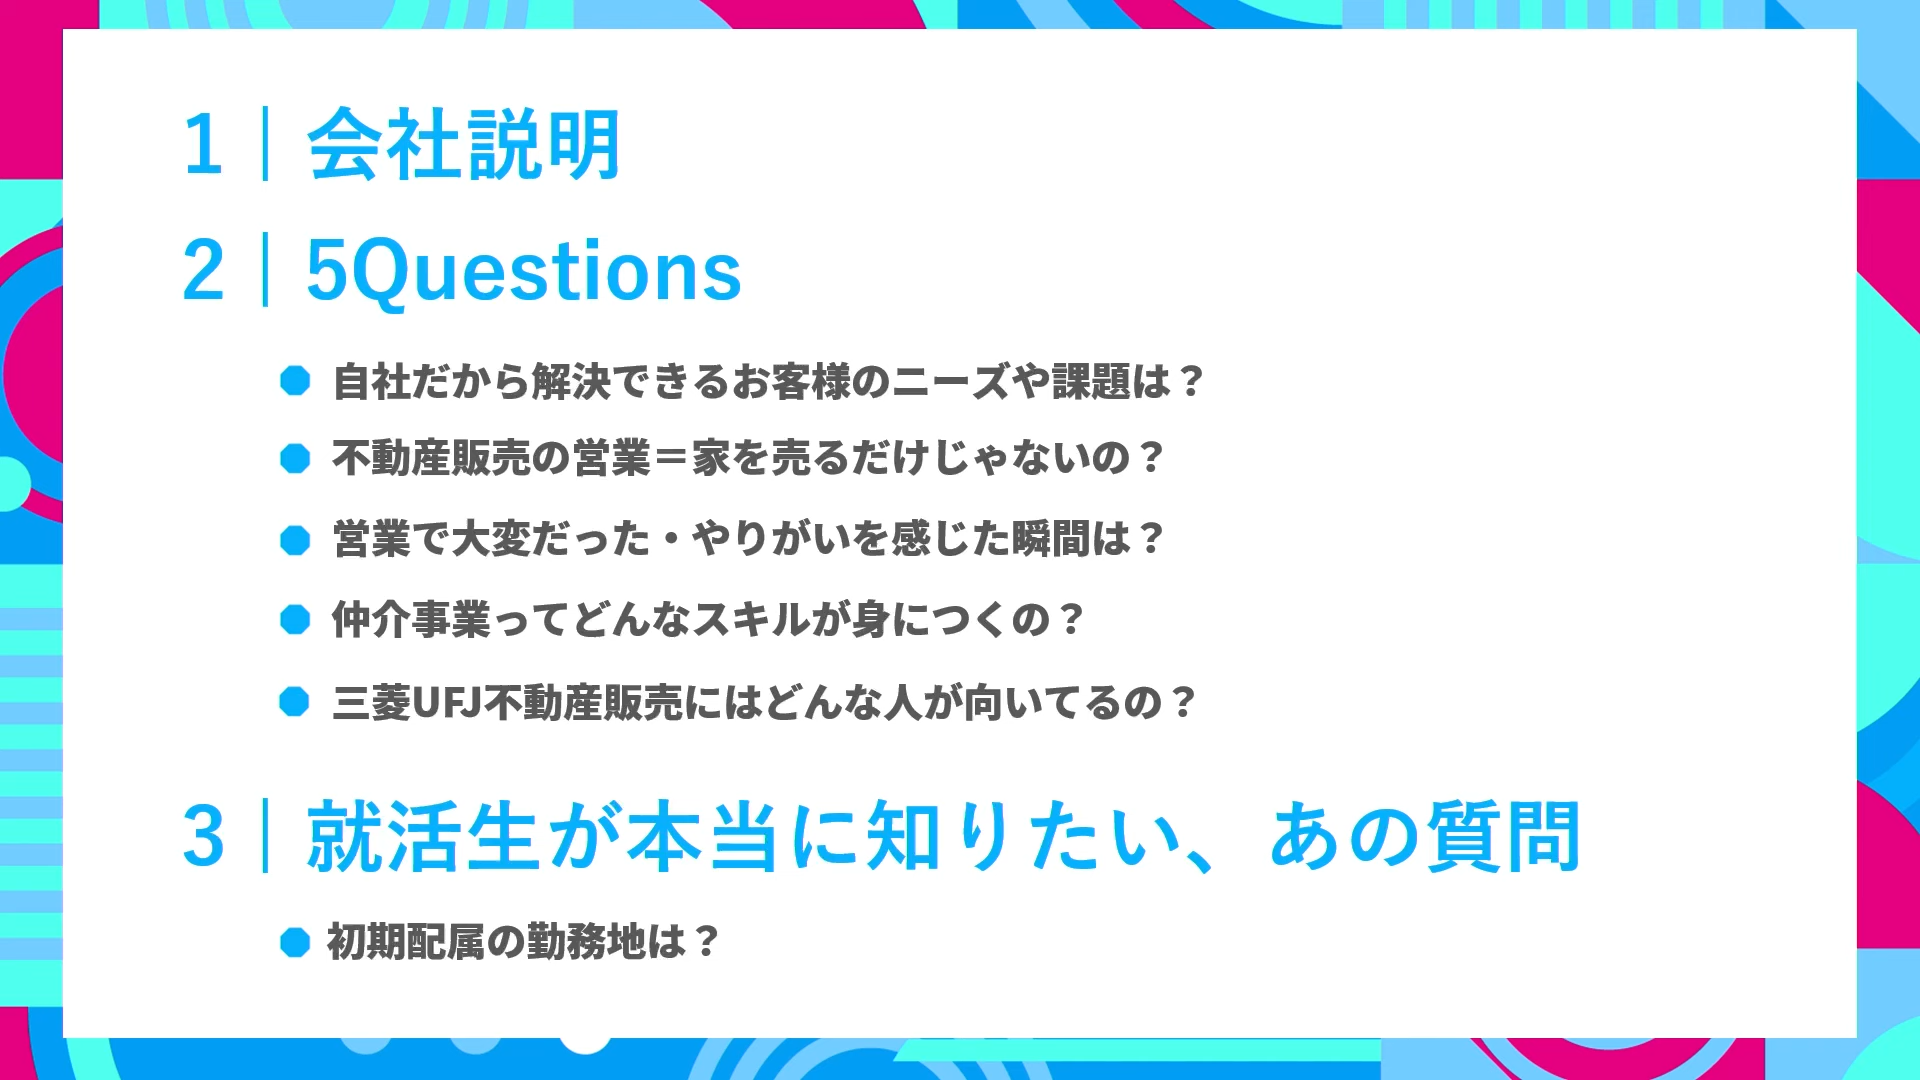 1｜会社説明
2｜5Questions
自社だから解決できるお客様のニーズや課題は？
不動産販売の営業＝家を売るだけじゃないの？
営業で大変だった・やりがいを感じた瞬間は？
仲介事業ってどんなスキルが身につくの？
三菱UFJ不動産販売にはどんな人が向いてるの？
3｜就活生が本当に知りたい、あの質問
初期配属の勤務地は？